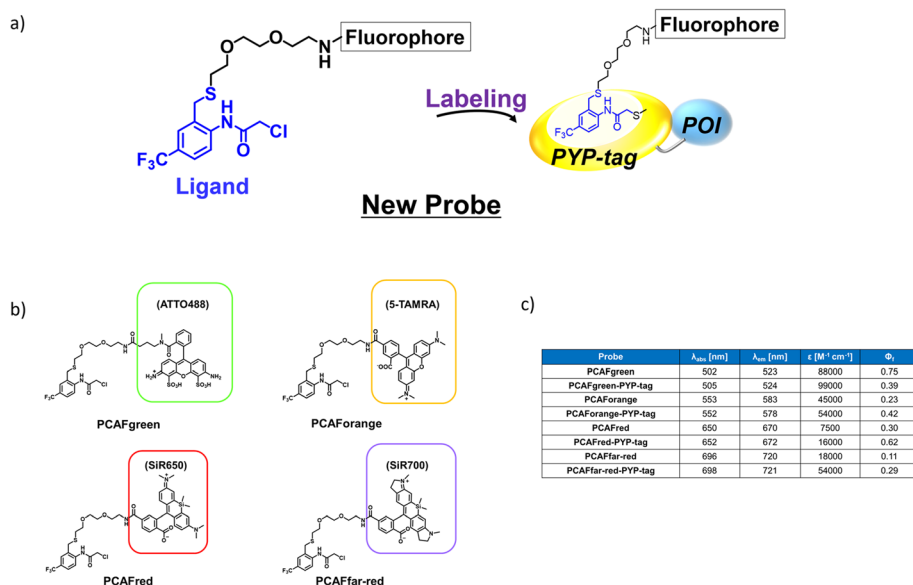 a)
Fluorophore
Fluorophore
Labeling
PYP-tag
POI
Ligand
New Probe
b)
(ATTO488)
PCAFgreen
(5-TAMRA)
PCAForange
(SiR650)
PCAFred
(SiR700)
PCAFfar-red
c)
Probe λabs [nm] λem [nm] ε [M-1 cm-1] Φf
PCAFgreen 502 523 88000 0.75
PCAFgreen-PYP-tag 505 524 99000 0.39
PCAForange 553 583 45000 0.23
PCAForange-PYP-tag 552 578 54000 0.42
PCAFred 650 670 7500 0.30
PCAFred-PYP-tag 652 672 16000 0.62
PCAFfar-red 696 720 18000 0.11
PCAFfar-red-PYP-tag 698 721 54000 0.29